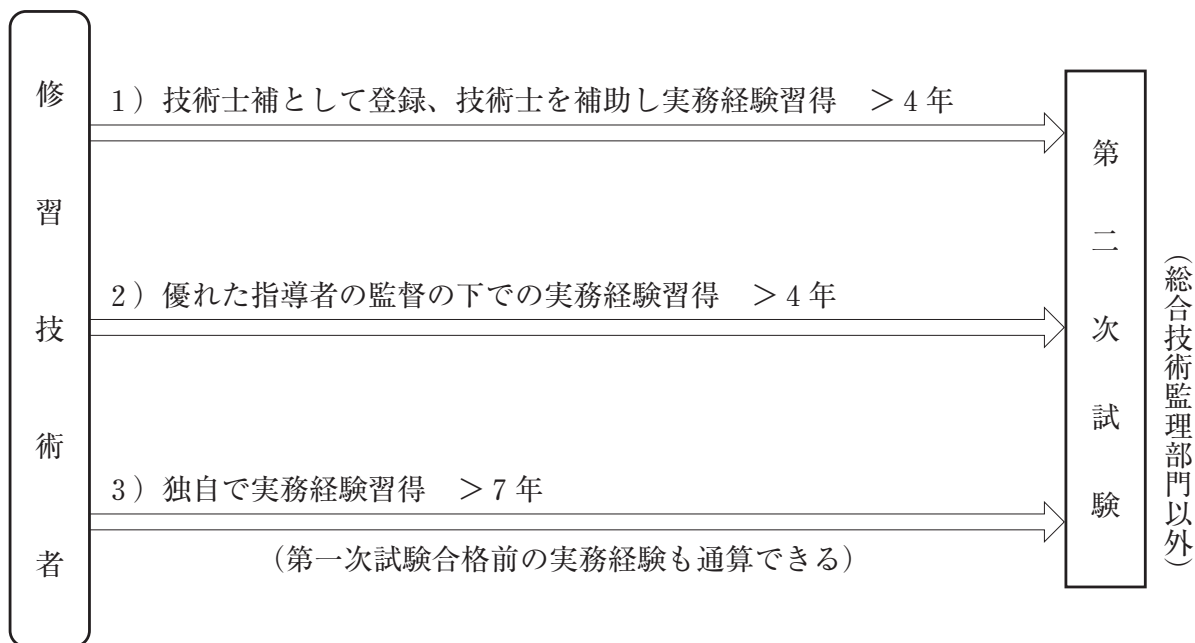 修習技術者
1）技術士補として登録、技術士を補助し実務経験習得　＞4年
2）優れた指導者の監督の下での実務経験習得　＞4年
3）独自で実務経験習得　＞7年
（第一次試験合格前の実務経験も通算できる）
第二次試験
（総合技術監理部門以外）